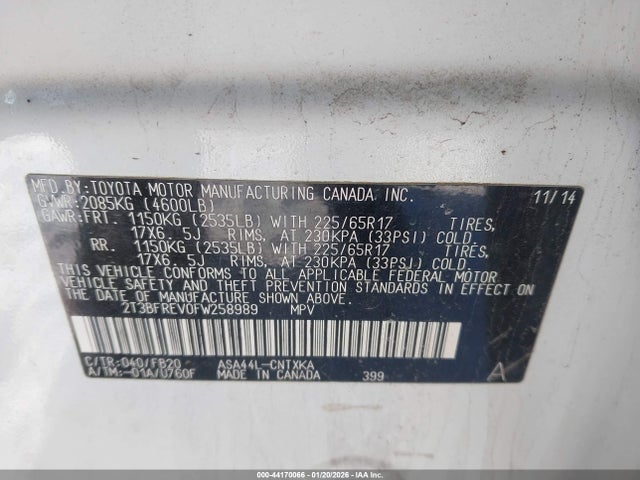 MFD.BY:TOYOTA MOTOR MANUFACTURING CANADA INC. 11/14
GVWR:2085KG (4600LB)
GAWR:FRT. 1150KG (2535LB) WITH 225/65R17 TIRES,
17X6.5J RIMS, AT 230KPA (33PSI) COLD.
RR. 1150KG (2535LB) WITH 225/65R17 TIRES,
17X6.5J RIMS, AT 230KPA (33PSI) COLD.
THIS VEHICLE CONFORMS TO ALL APPLICABLE FEDERAL MOTOR
VEHICLE SAFETY AND THEFT PREVENTION STANDARDS IN EFFECT
ON THE DATE OF MANUFACTURE SHOWN ABOVE.
2T3BFREV0FW258989 MPV
C/TR:040/FB20 ASA44L-CNTXKA
A/TM:-01A/U760F MADE IN CANADA 399 A
000-44170066 - 01/20/2026 - IAAI.CA